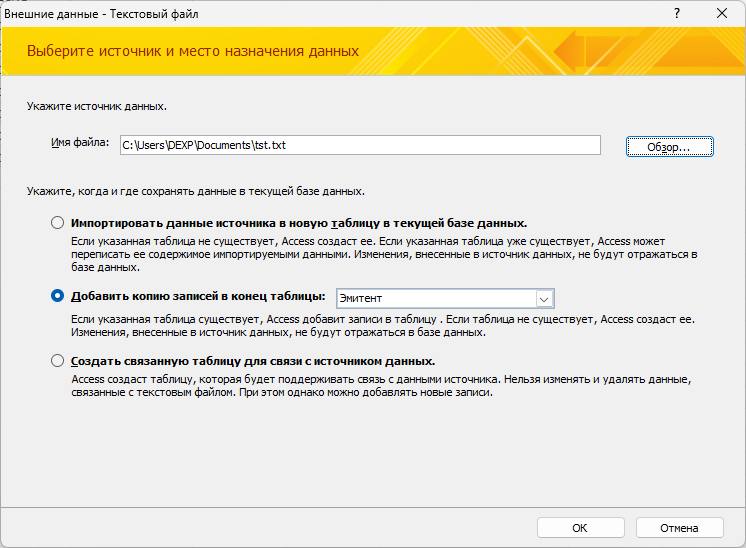 Внешние данные - Текстовый файл
?
Выберите источник и место назначения данных
Укажите источник данных.
Имя файла: C:\Users\DEXP\Documents\tst.txt Обзор...
Укажите, когда и где сохранять данные в текущей базе данных.
Импортировать данные источника в новую таблицу в текущей базе данных.
Если указанная таблица не существует, Access создаст ее. Если указанная таблица уже существует, Access может
переписать ее содержимое импортируемыми данными. Изменения, внесенные в источник данных, не будут отражаться в
базе данных.
Добавить копию записей в конец таблицы: Эмитент
Если указанная таблица существует, Access добавит записи в таблицу . Если таблица не существует, Access создаст ее.
Изменения, внесенные в источник данных, не будут отражаться в базе данных.
Создать связанную таблицу для связи с источником данных.
Access создаст таблицу, которая будет поддерживать связь с данными источника. Нельзя изменять и удалять данные,
связанные с текстовым файлом. При этом однако можно добавлять новые записи.
ОК Отмена